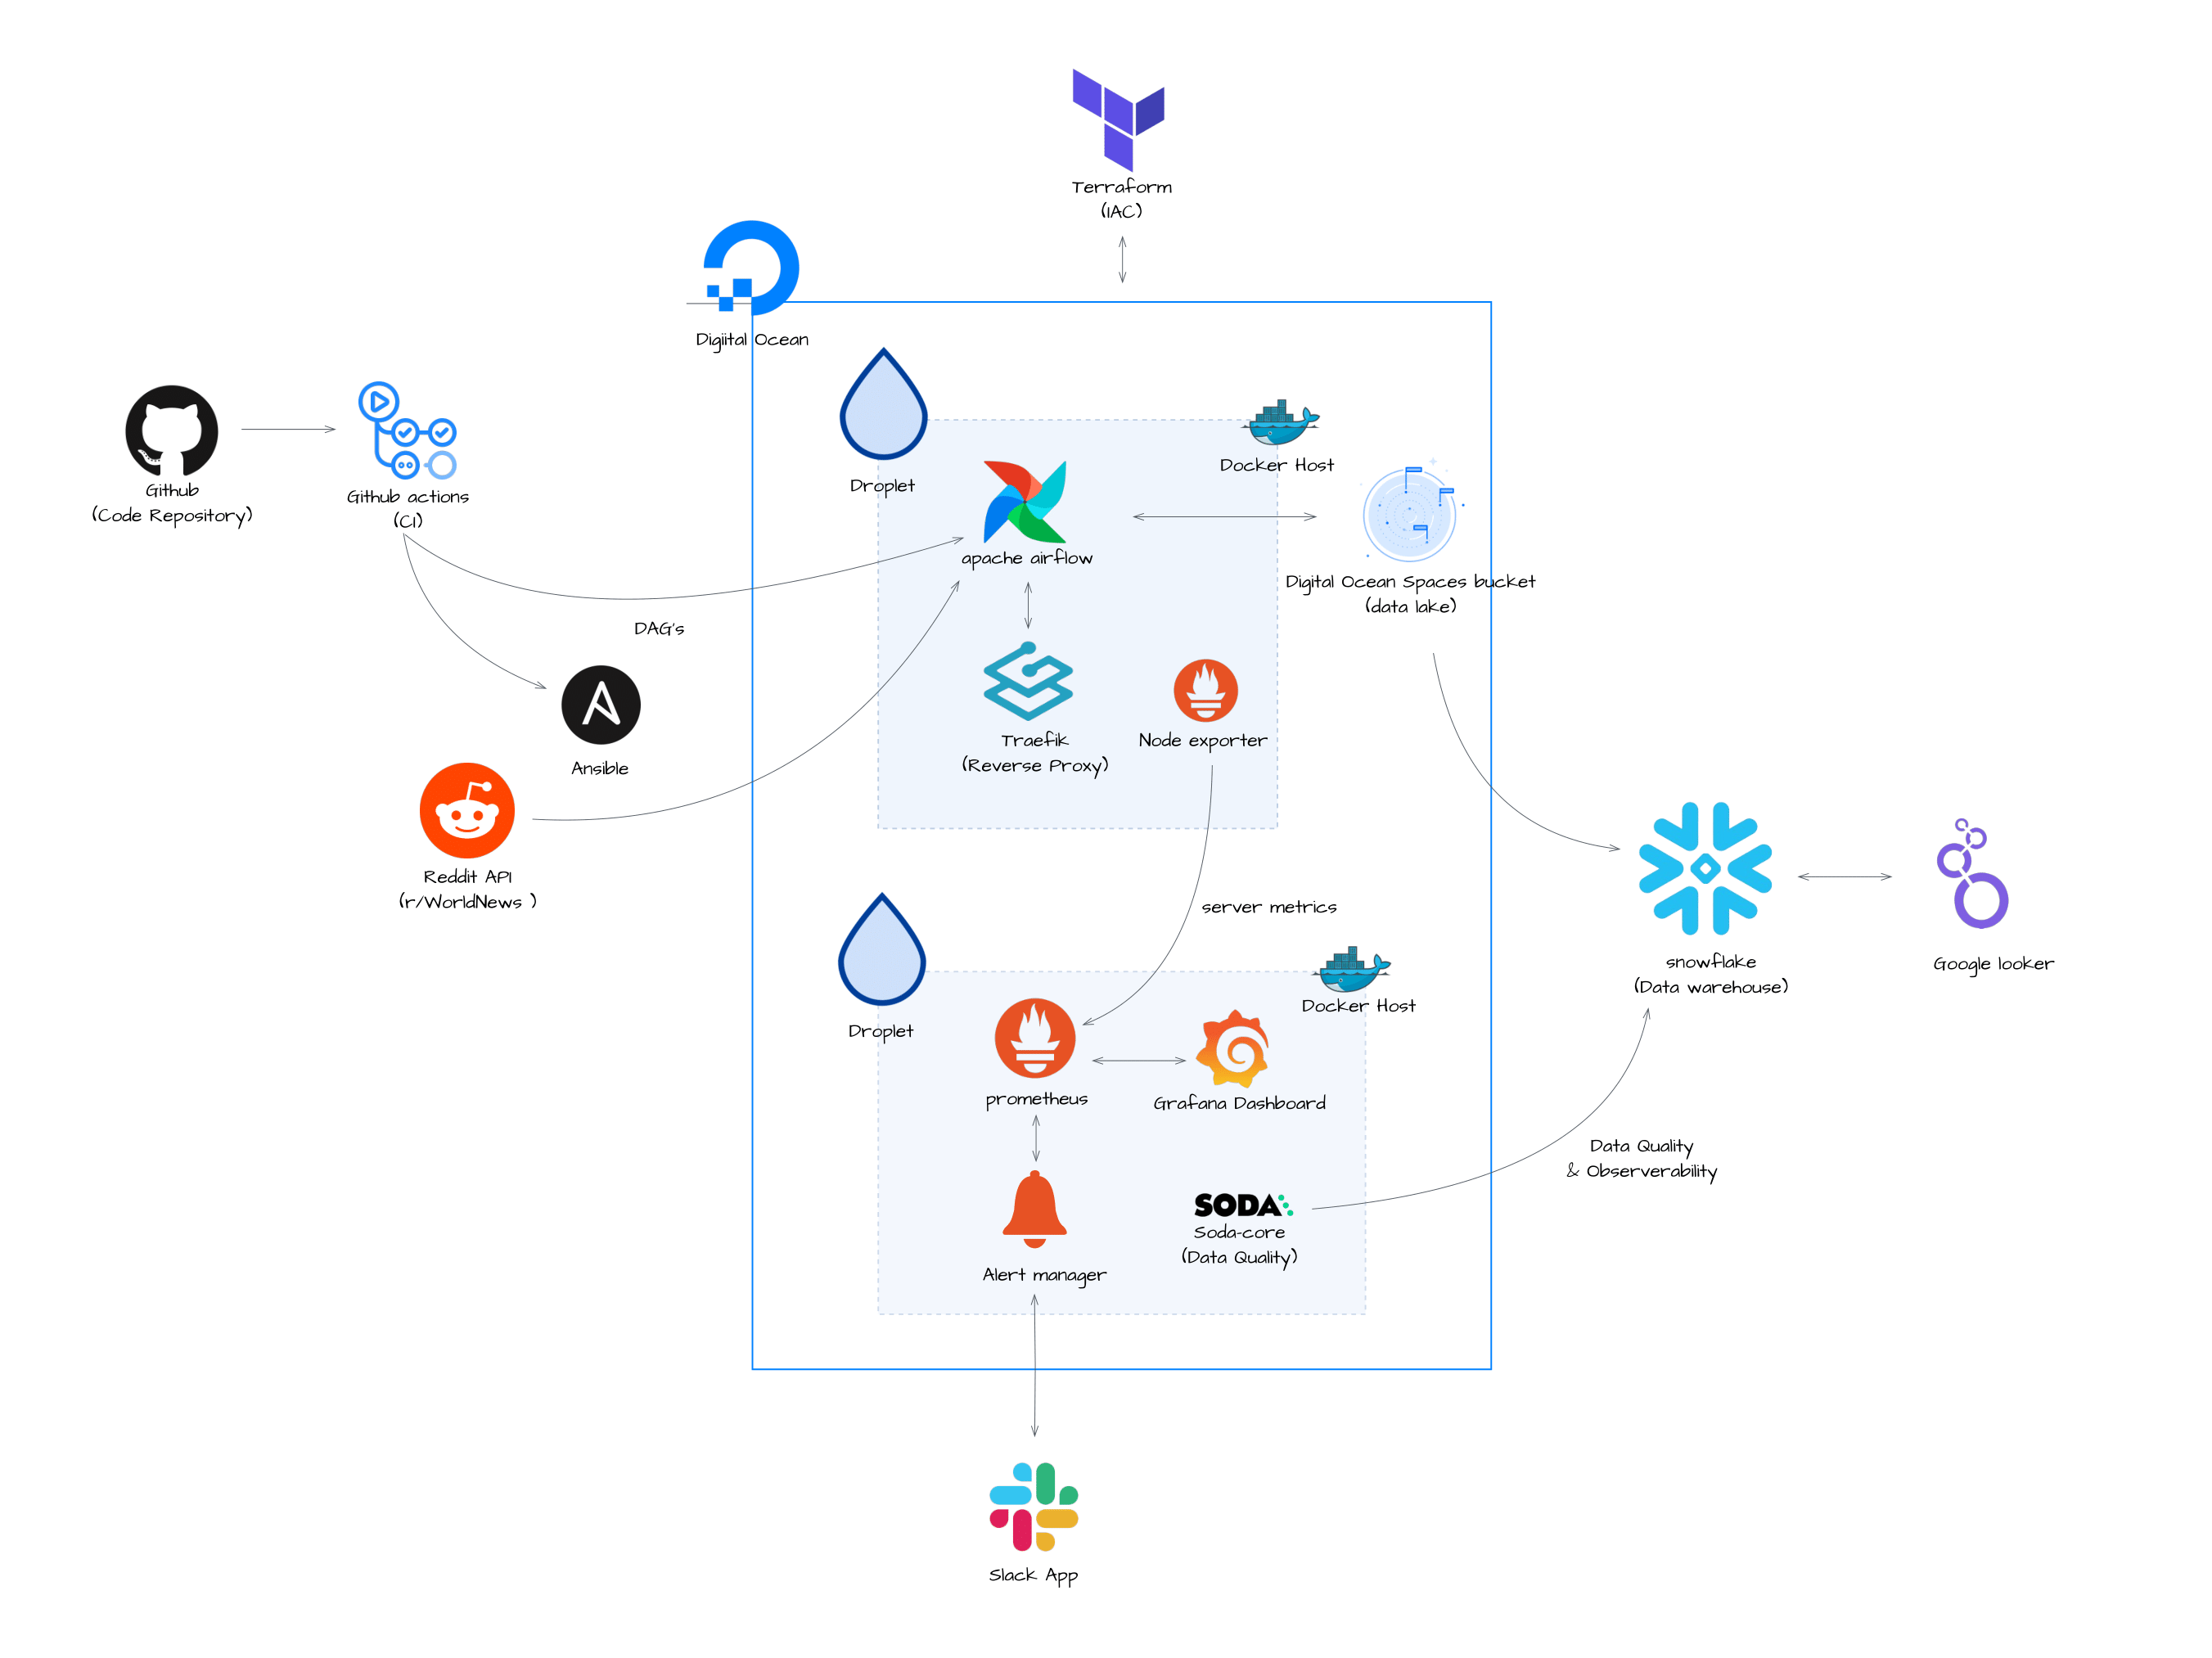 Terraform
(IAC)
Digiital Ocean
Github
(Code Repository)
Github actions
(CI)
Droplet
Docker Host
apache airflow
Digital Ocean Spaces bucket
(data lake)
DAG's
Ansible
Traefik
(Reverse Proxy)
Node exporter
Reddit API
(r/WorldNews )
server metrics
snowflake
(Data warehouse)
Google looker
Droplet
Docker Host
prometheus
Grafana Dashboard
Data Quality
& Observerability
SODA
Soda-core
(Data Quality)
Alert manager
Slack App